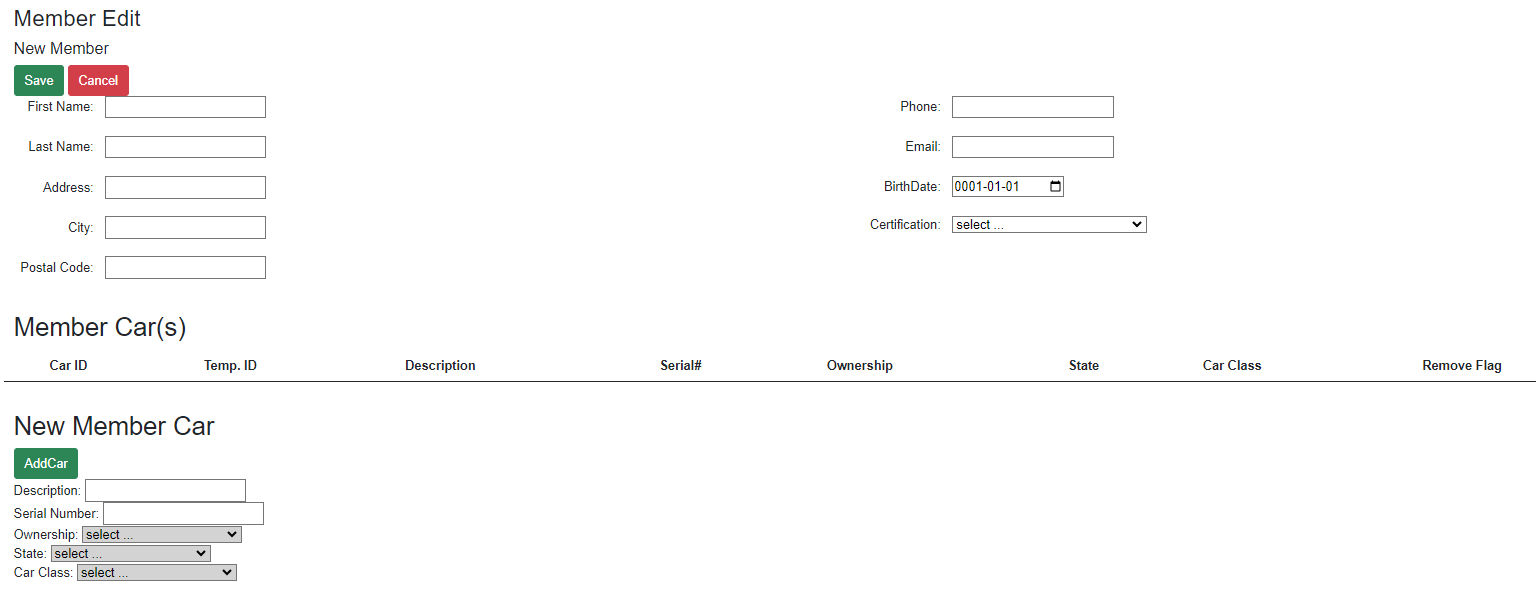 Member Edit
New Member
Save Cancel
First Name: Phone:
Last Name: Email:
Address: BirthDate: 0001-01-01
City: Certification: select ...
Postal Code:
Member Car(s)
Car ID Temp. ID Description Serial# Ownership State Car Class Remove Flag
New Member Car
AddCar
Description:
Serial Number:
Ownership: select ...
State: select ...
Car Class: select ...